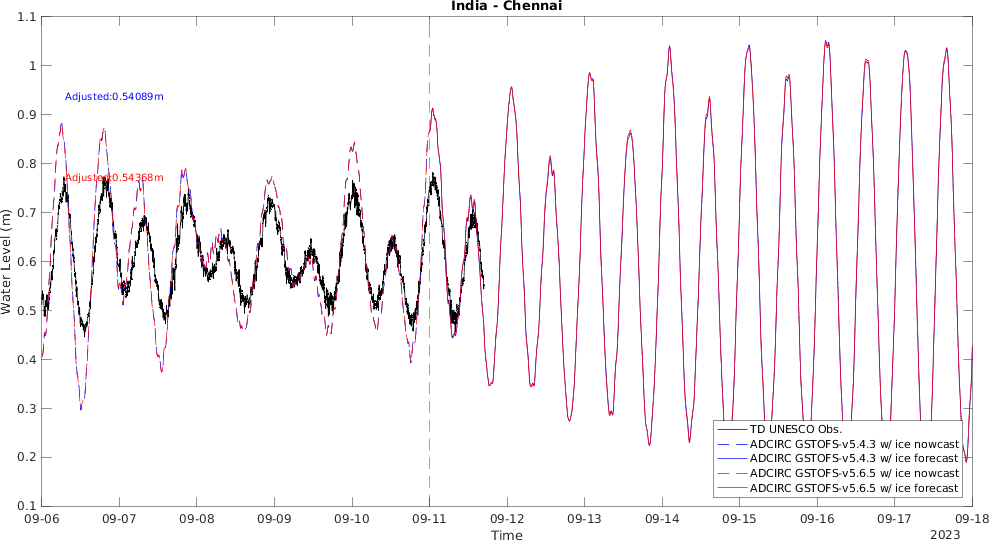 India - Chennai
1.1
1
0.9
0.8
0.7
0.6
0.5
0.4
0.3
0.2
0.1
Water Level (m)
Adjusted:0.54089m
Adjusted:0.54368m
TD UNESCO Obs.
ADCIRC GSTOFS-v5.4.3 w/ ice nowcast
ADCIRC GSTOFS-v5.4.3 w/ ice forecast
ADCIRC GSTOFS-v5.6.5 w/ ice nowcast
ADCIRC GSTOFS-v5.6.5 w/ ice forecast
09-06 09-07 09-08 09-09 09-10 09-11 09-12 09-13 09-14 09-15 09-16 09-17 09-18
Time
2023